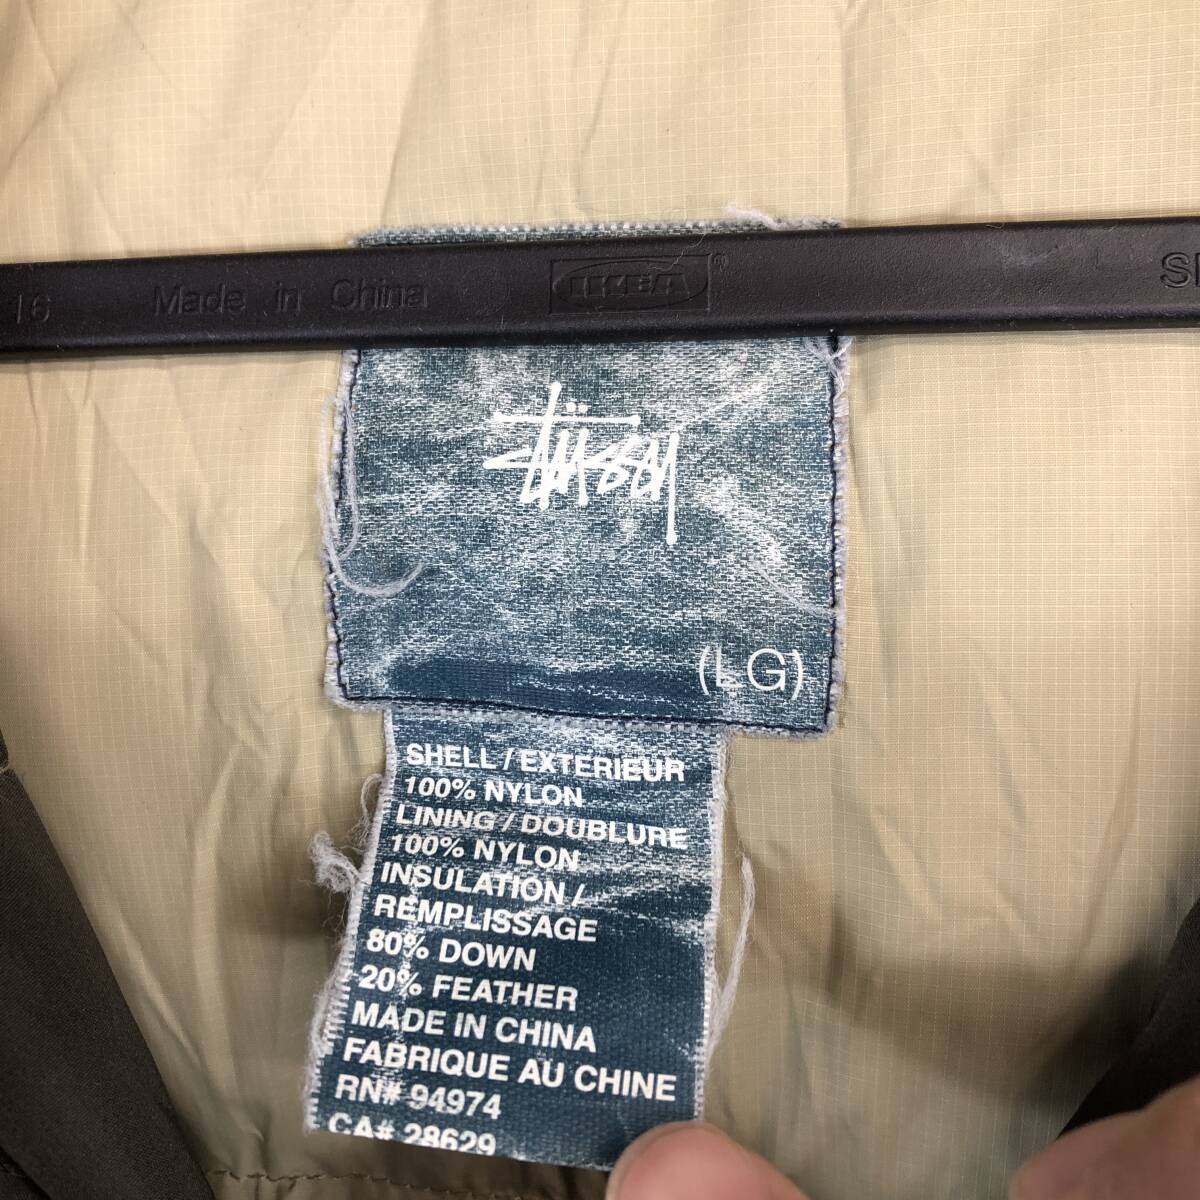 16 Made in China IKEA® SP
stüssy
(LG)
SHELL / EXTERIEUR
100% NYLON
LINING / DOUBLURE
100% NYLON
INSULATION /
REMPLISSAGE
80% DOWN
20% FEATHER
MADE IN CHINA
FABRIQUE AU CHINE
RN# 94974
CA# 28629